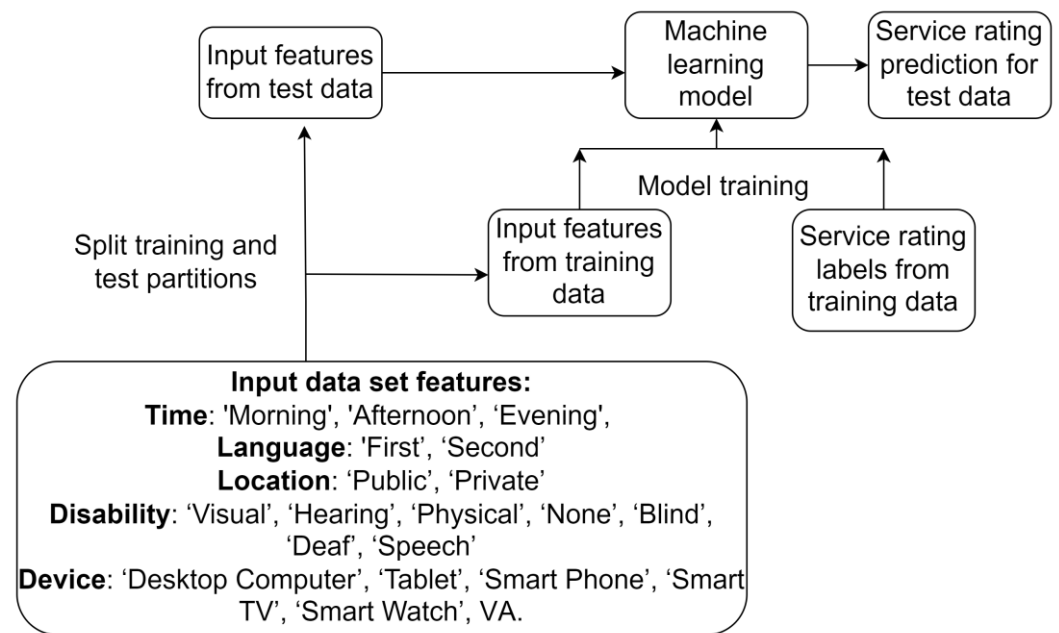 Input features
from test data
Machine
learning
model
Service rating
prediction for
test data
Model training
Split training and
test partitions
Input features
from training
data
Service rating
labels from
training data
Input data set features:
Time: 'Morning', 'Afternoon’, ‘Evening',
Language: 'First’, ‘Second’
Location: ‘Public’, ‘Private’
Disability: ‘Visual’, ‘Hearing’, ‘Physical’, ‘None’, ‘Blind’,
‘Deaf’, ‘Speech’
Device: ‘Desktop Computer’, ‘Tablet’, ‘Smart Phone’, ‘Smart
TV’, ‘Smart Watch’, VA.